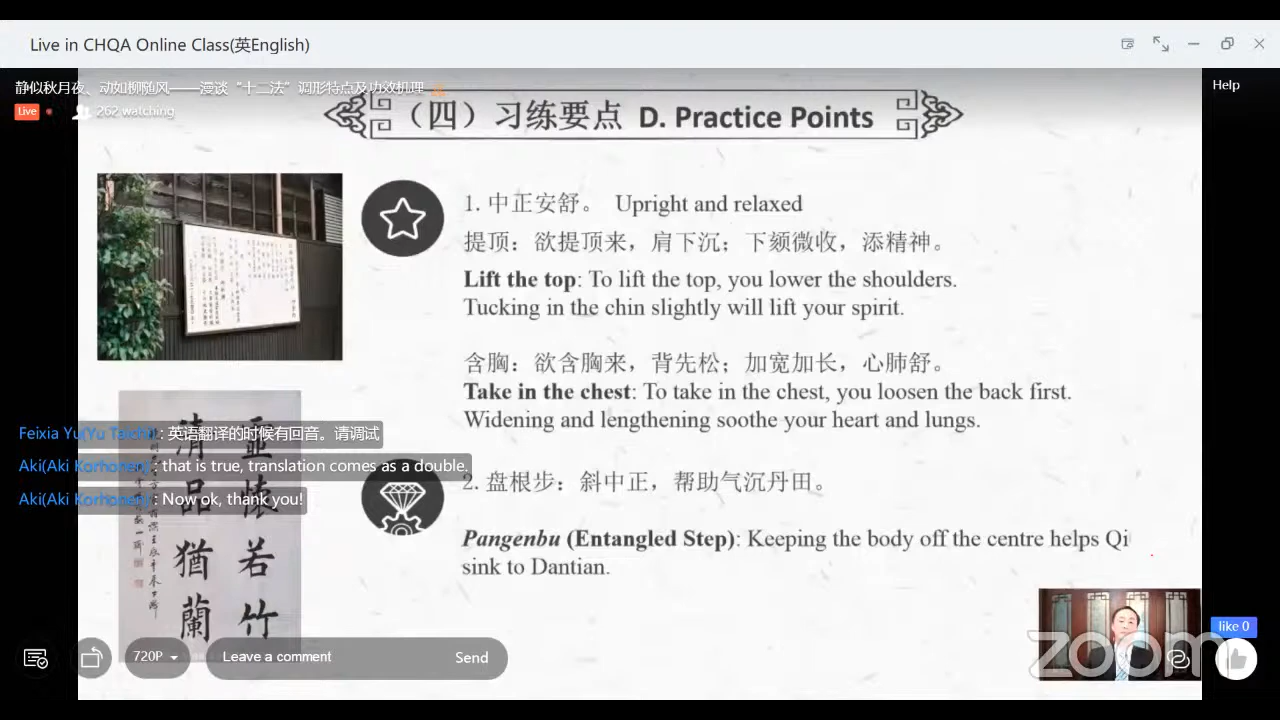 Live in CHQA Online Class(英English)
静似秋月夜、动如柳随风——漫谈“十二法”调形特点及功效机理
Help
Live
262 watching
（四）习练要点 D. Practice Points
1. 中正安舒。 Upright and relaxed
提顶：欲提顶来，肩下沉；下颏微收，添精神。
Lift the top: To lift the top, you lower the shoulders.
Tucking in the chin slightly will lift your spirit.
含胸：欲含胸来，背先松；加宽加长，心肺舒。
Take in the chest: To take in the chest, you loosen the back first.
Widening and lengthening soothe your heart and lungs.
2. 盘根步：斜中正，帮助气沉丹田。
Pangenbu (Entangled Step): Keeping the body off the centre helps Qi
sink to Dantian.
靈懷若竹
清品猶蘭
Feixia Yu(Yu Taichi) : 英语翻译的时候有回音。请调试
Aki(Aki Korhonen) : that is true, translation comes as a double.
Aki(Aki Korhonen) : Now ok, thank you!
like 0
zoom
720P
Leave a comment
Send